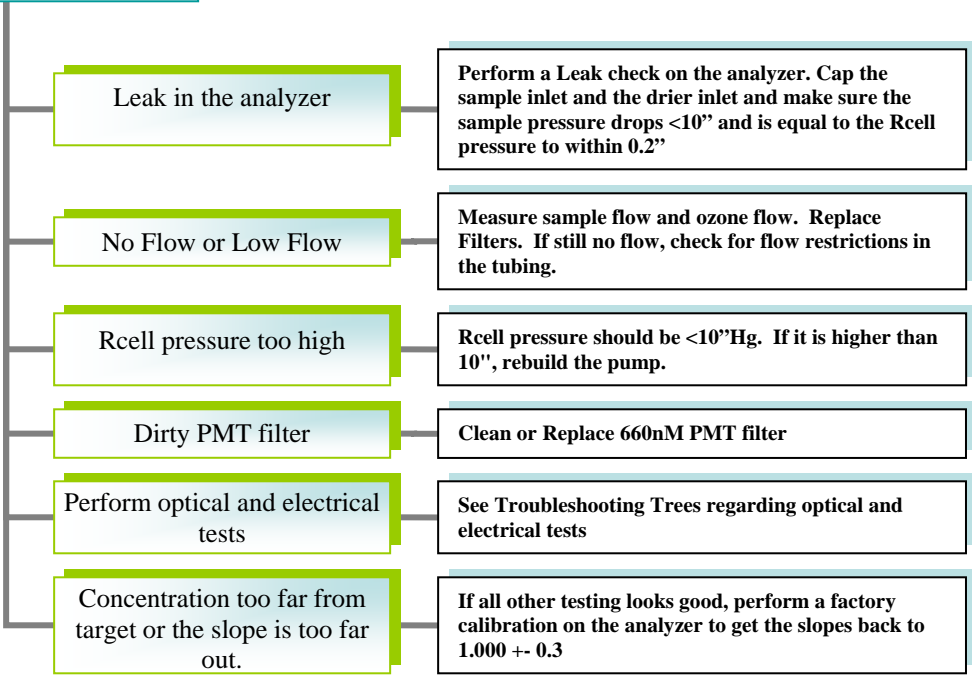 Leak in the analyzer
Perform a Leak check on the analyzer. Cap the
sample inlet and the drier inlet and make sure the
sample pressure drops <10” and is equal to the Rcell
pressure to within 0.2”
No Flow or Low Flow
Measure sample flow and ozone flow.  Replace
Filters.  If still no flow, check for flow restrictions in
the tubing.
Rcell pressure too high
Rcell pressure should be <10”Hg.  If it is higher than
10", rebuild the pump.
Dirty PMT filter
Clean or Replace 660nM PMT filter
Perform optical and electrical
tests
See Troubleshooting Trees regarding optical and
electrical tests
Concentration too far from
target or the slope is too far
out.
If all other testing looks good, perform a factory
calibration on the analyzer to get the slopes back to
1.000 +- 0.3